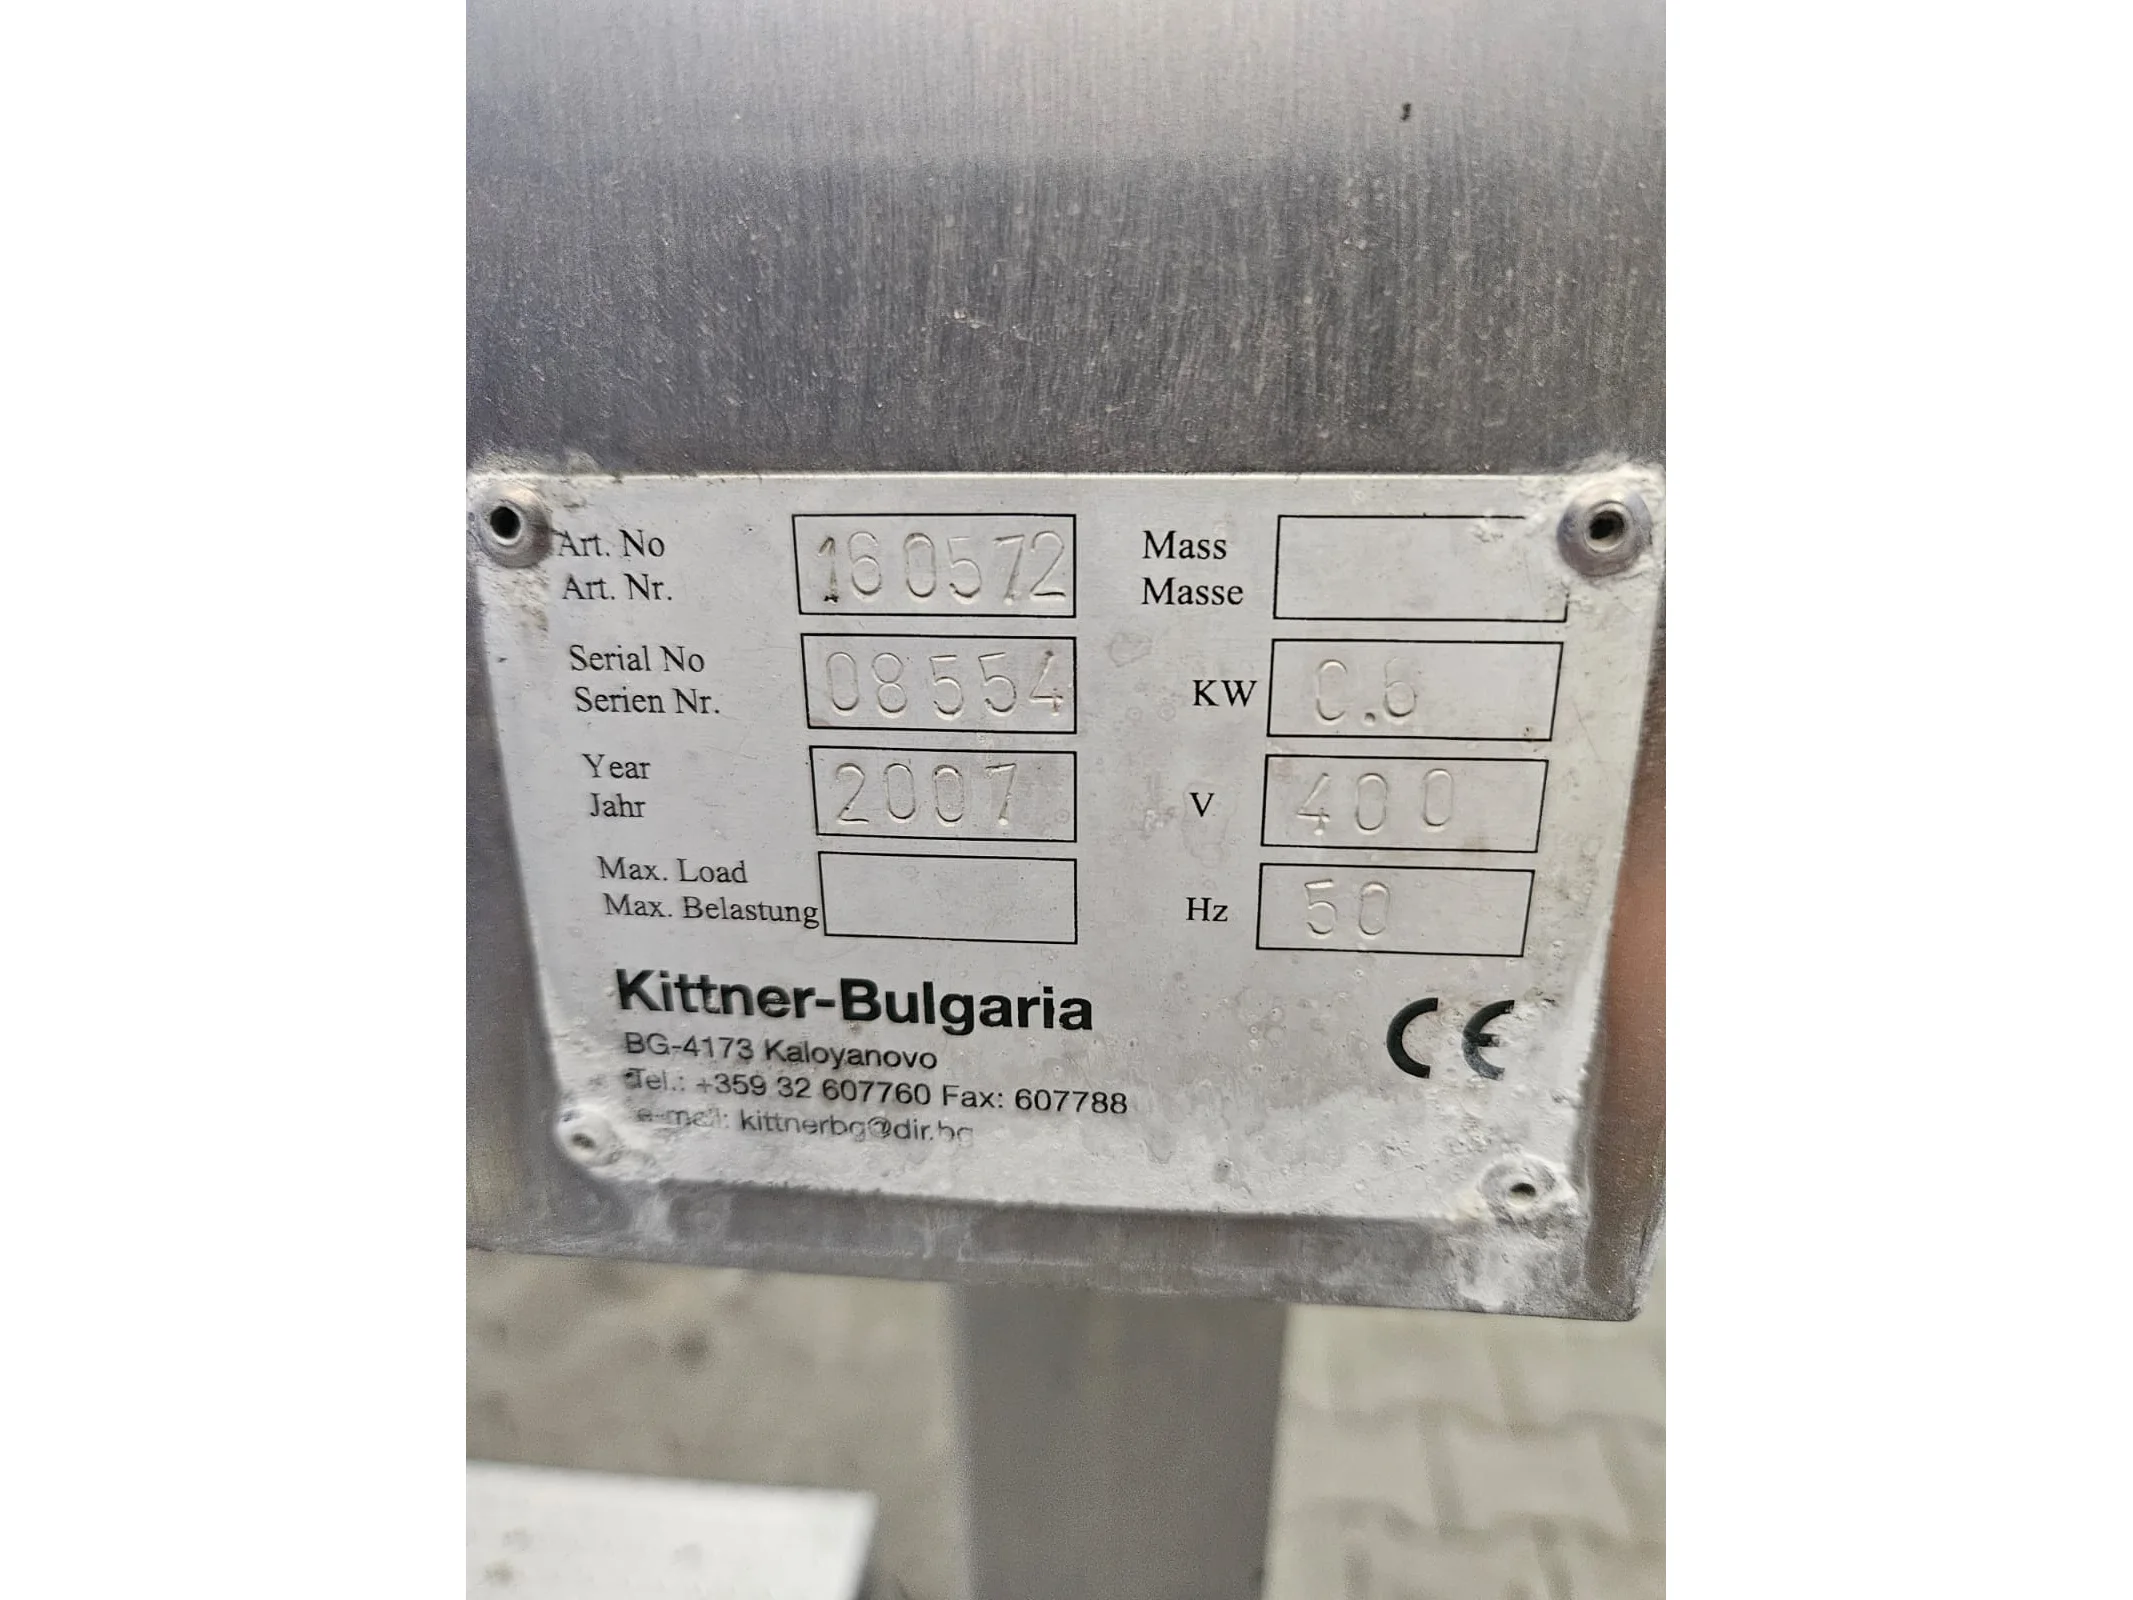 Art. No
Art. Nr.
160572
Mass
Masse
Serial No
Serien Nr.
08554
KW
Year
Jahr
2007
V
400
Max. Load
Max. Belastung
Hz
50
Kittner-Bulgaria
BG-4173 Kaloyanovo
Tel.: +359 32 607760 Fax: 607788
e-mail: kittnerbg@dir.bg
CE